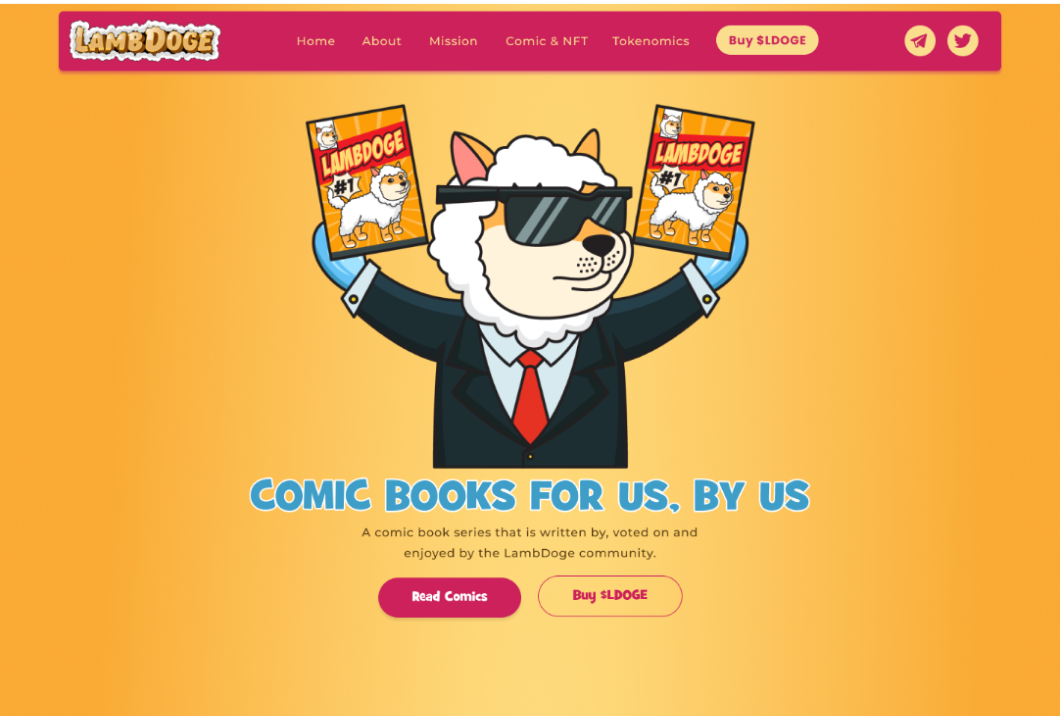 LAMBDOGE
Home
About
Mission
Comic & NFT
Tokenomics
Buy $LDOGE
LAMBDOGE
#1
LAMBDOGE
#1
COMIC BOOKS FOR US, BY US
A comic book series that is written by, voted on and
enjoyed by the LambDoge community.
Read Comics
Buy $LDOGE